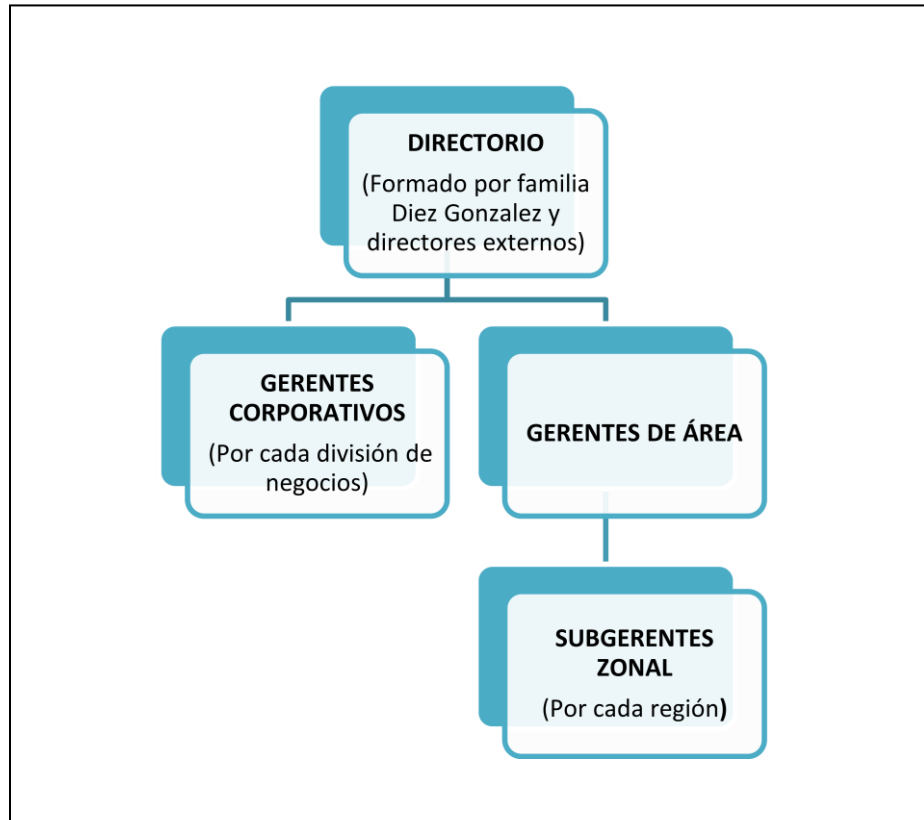 DIRECTORIO
(Formado por familia
Diez Gonzalez y
directores externos)
GERENTES
CORPORATIVOS
(Por cada división de
negocios)
GERENTES DE ÁREA
SUBGERENTES
ZONAL
(Por cada región)